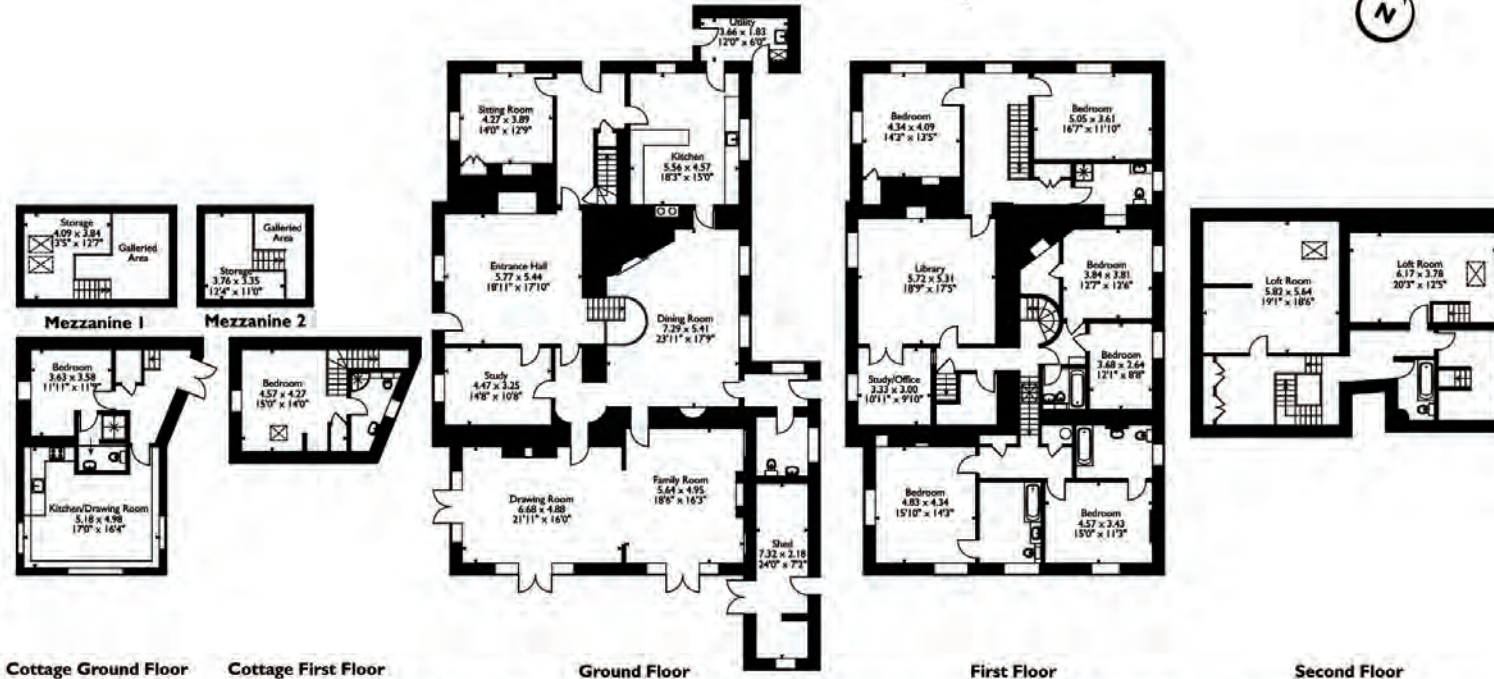 N
Utility
3.66 x 1.83
12'0" x 6'0"
Sitting Room
4.27 x 3.89
14'0" x 12'9"
Kitchen
5.56 x 4.57
18'3" x 15'0"
Entrance Hall
5.77 x 5.44
18'11" x 17'10"
Dining Room
7.29 x 5.41
23'11" x 17'9"
Study
4.47 x 3.25
14'8" x 10'8"
Drawing Room
6.68 x 4.88
21'11" x 16'0"
Family Room
5.64 x 4.95
18'6" x 16'3"
Shed
7.32 x 2.18
24'0" x 7'2"
Ground Floor
Storage
4.09 x 3.84
3'5" x 12'7"
Galleried
Area
Mezzanine 1
Galleried
Area
Storage
3.76 x 3.35
12'4" x 11'0"
Mezzanine 2
Bedroom
3.63 x 3.58
11'11" x 11'9"
Kitchen/Drawing Room
5.18 x 4.98
17'0" x 16'4"
Cottage Ground Floor
Bedroom
4.57 x 4.27
15'0" x 14'0"
Cottage First Floor
Bedroom
4.34 x 4.09
14'3" x 13'5"
Bedroom
5.05 x 3.61
16'7" x 11'10"
Library
5.72 x 5.31
18'9" x 17'5"
Bedroom
3.84 x 3.81
12'7" x 12'6"
Bedroom
3.68 x 2.64
12'1" x 8'8"
Study/Office
3.33 x 3.00
10'11" x 9'10"
Bedroom
4.83 x 4.34
15'10" x 14'3"
Bedroom
4.57 x 3.43
15'0" x 11'3"
First Floor
Loft Room
5.82 x 5.64
19'1" x 18'6"
Loft Room
6.17 x 3.78
20'3" x 12'5"
Second Floor